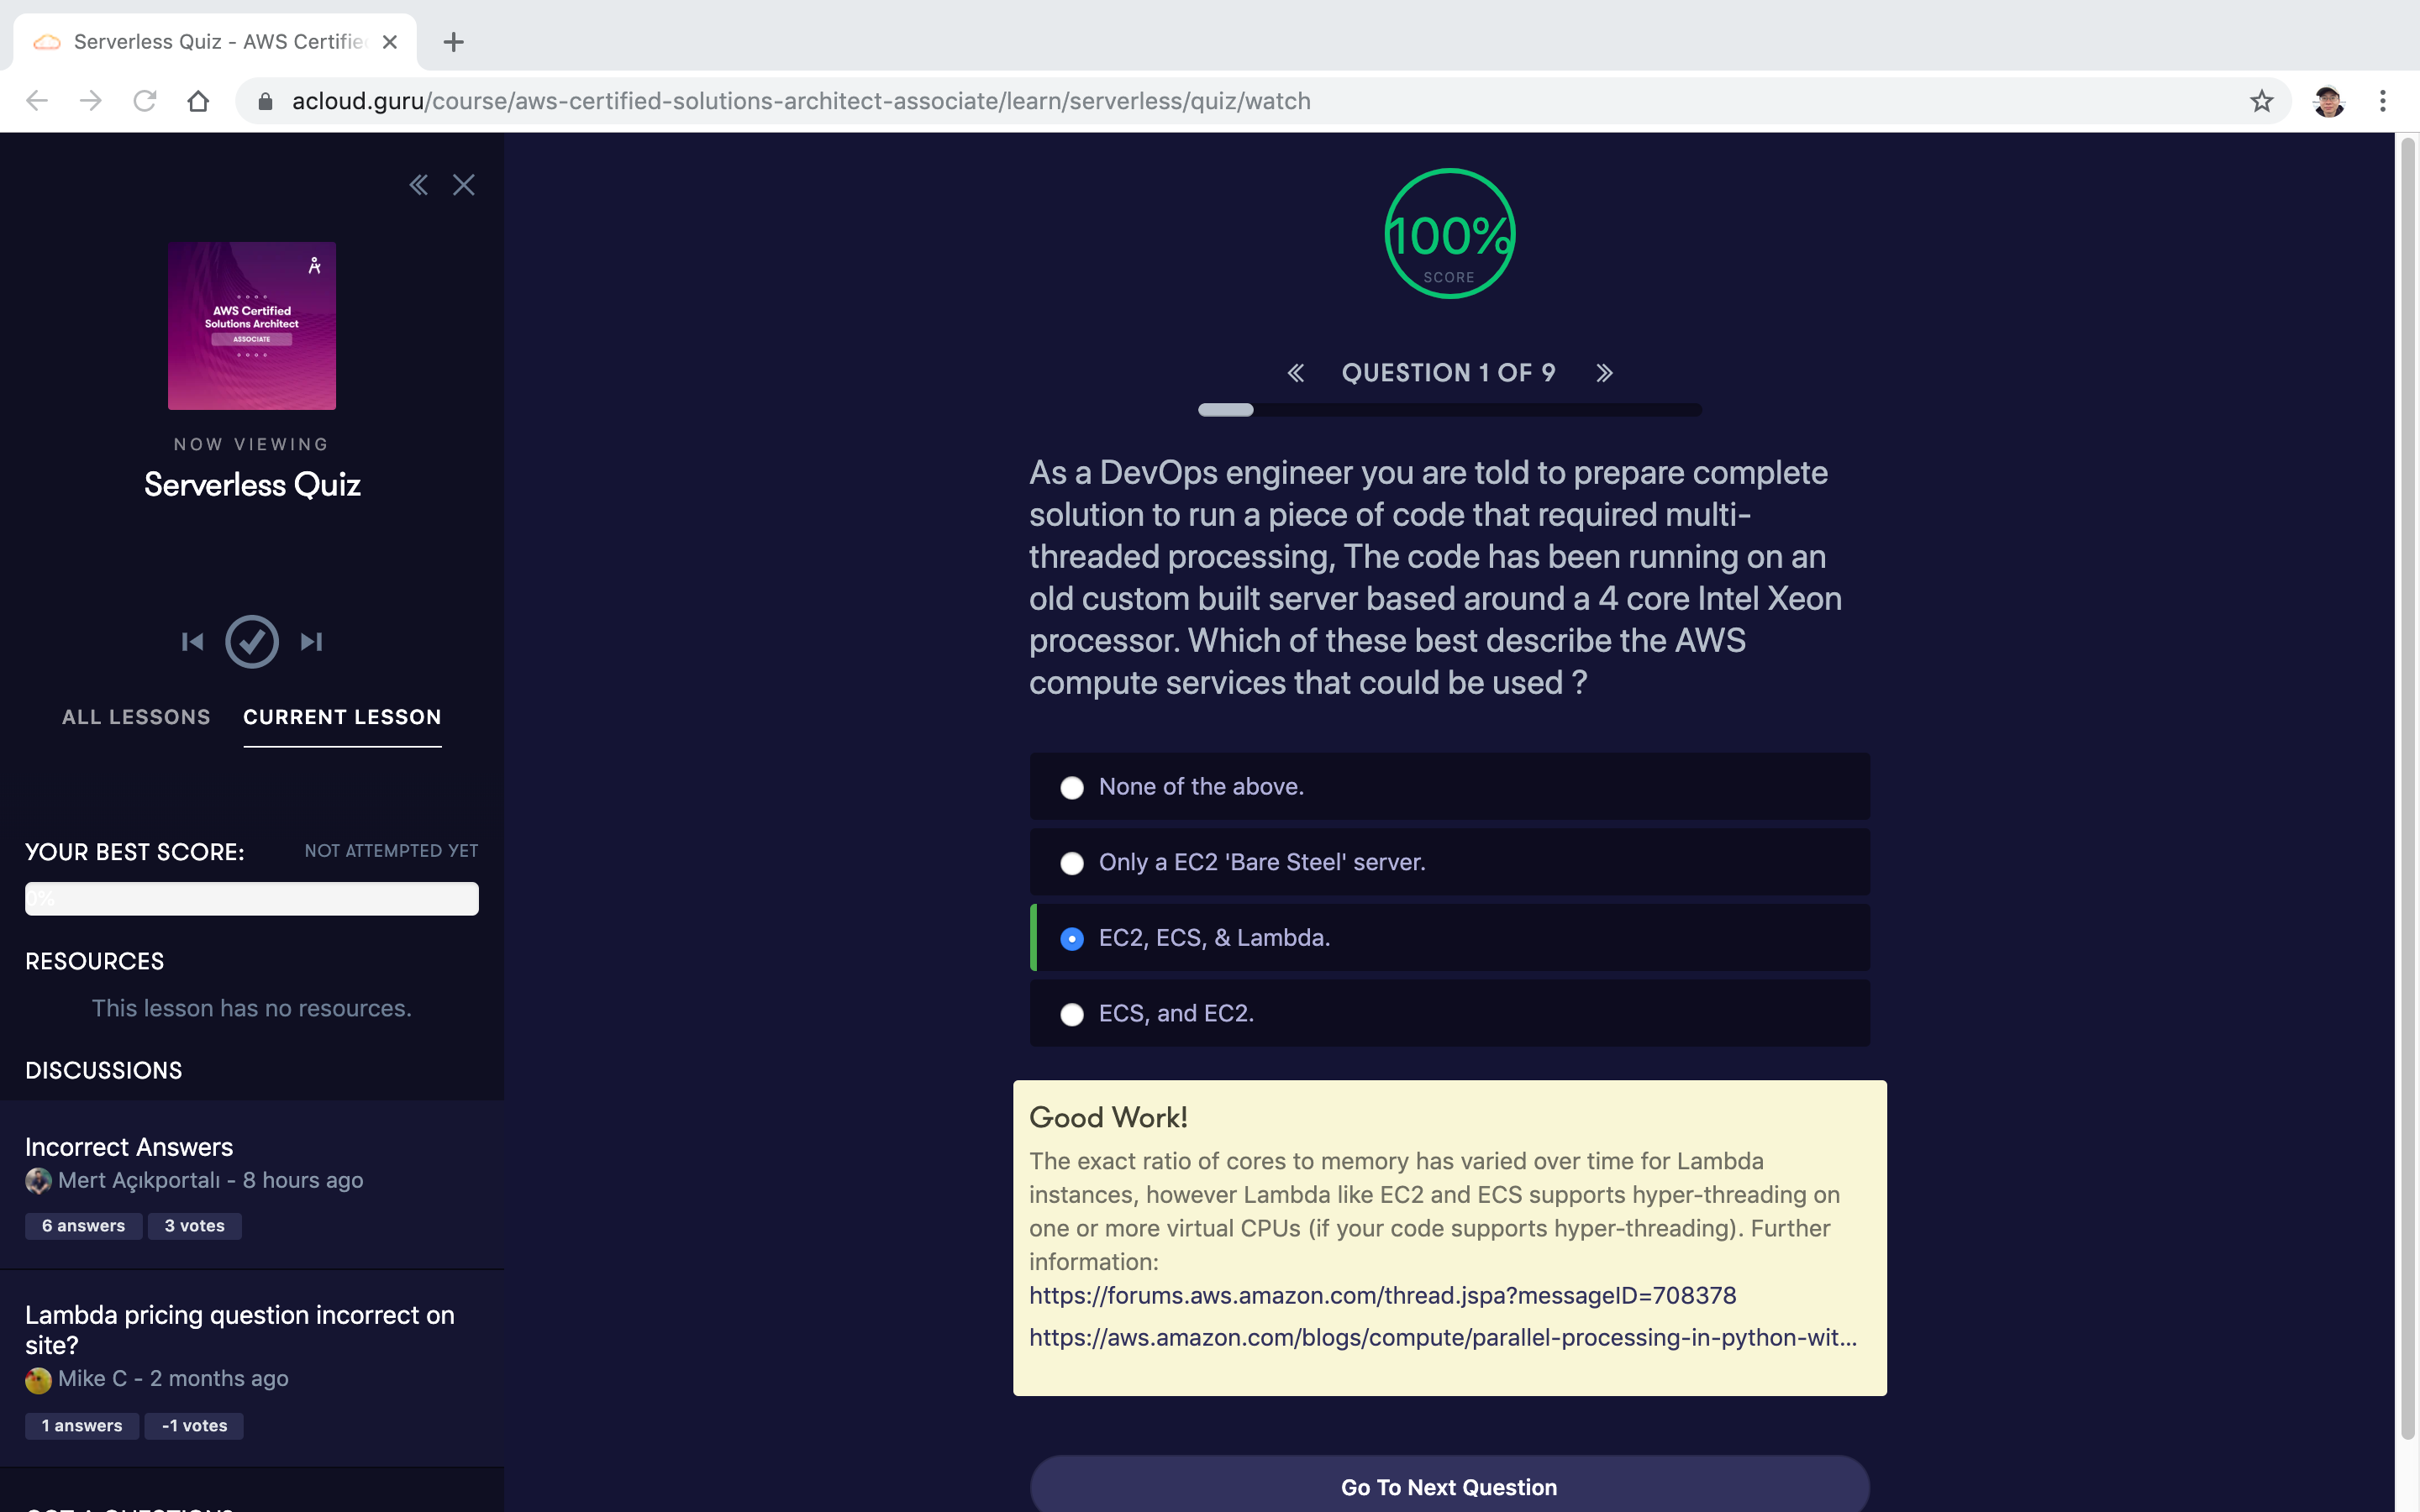 Serverless Quiz - AWS Certifie
acloud.guru/course/aws-certified-solutions-architect-associate/learn/serverless/quiz/watch
AWS Certified
Solutions Architect
ASSOCIATE
NOW VIEWING
Serverless Quiz
ALL LESSONS
CURRENT LESSON
YOUR BEST SCORE:
NOT ATTEMPTED YET
0%
RESOURCES
This lesson has no resources.
DISCUSSIONS
Incorrect Answers
Mert Açıkportalı - 8 hours ago
6 answers
3 votes
Lambda pricing question incorrect on
site?
Mike C - 2 months ago
1 answers
-1 votes
100%
SCORE
QUESTION 1 OF 9
As a DevOps engineer you are told to prepare complete
solution to run a piece of code that required multi-
threaded processing, The code has been running on an
old custom built server based around a 4 core Intel Xeon
processor. Which of these best describe the AWS
compute services that could be used ?
None of the above.
Only a EC2 'Bare Steel' server.
EC2, ECS, & Lambda.
ECS, and EC2.
Good Work!
The exact ratio of cores to memory has varied over time for Lambda
instances, however Lambda like EC2 and ECS supports hyper-threading on
one or more virtual CPUs (if your code supports hyper-threading). Further
information:
https://forums.aws.amazon.com/thread.jspa?messageID=708378
https://aws.amazon.com/blogs/compute/parallel-processing-in-python-wit...
Go To Next Question